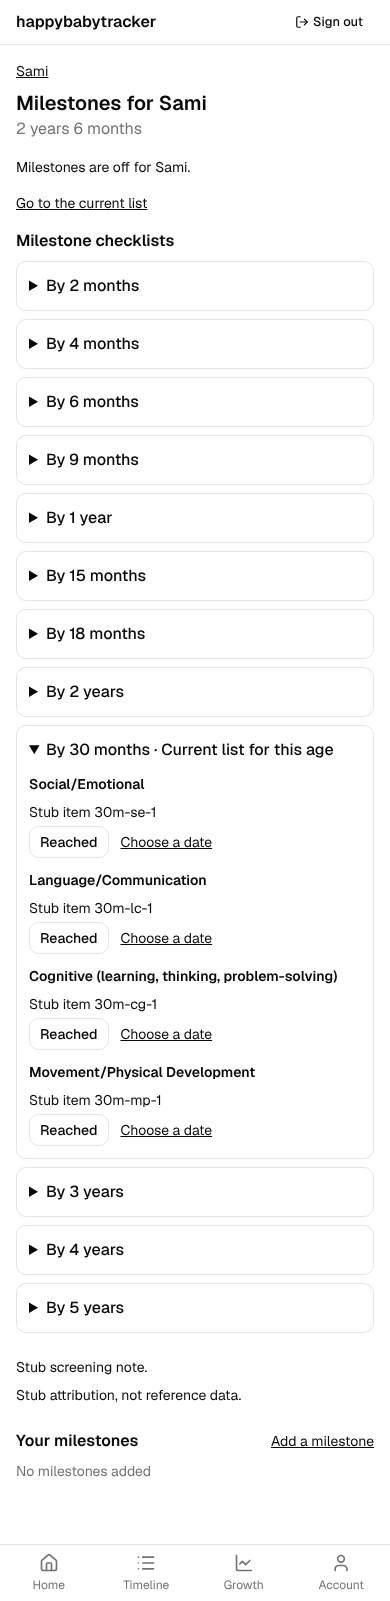 happybabytracker
Sign out
Sami
Milestones for Sami
2 years 6 months
Milestones are off for Sami.
Go to the current list
Milestone checklists
By 2 months
By 4 months
By 6 months
By 9 months
By 1 year
By 15 months
By 18 months
By 2 years
By 30 months · Current list for this age
Social/Emotional
Stub item 30m-se-1
Reached Choose a date
Language/Communication
Stub item 30m-lc-1
Reached Choose a date
Cognitive (learning, thinking, problem-solving)
Stub item 30m-cg-1
Reached Choose a date
Movement/Physical Development
Stub item 30m-mp-1
Reached Choose a date
By 3 years
By 4 years
By 5 years
Stub screening note.
Stub attribution, not reference data.
Your milestones Add a milestone
No milestones added
Home Timeline Growth Account